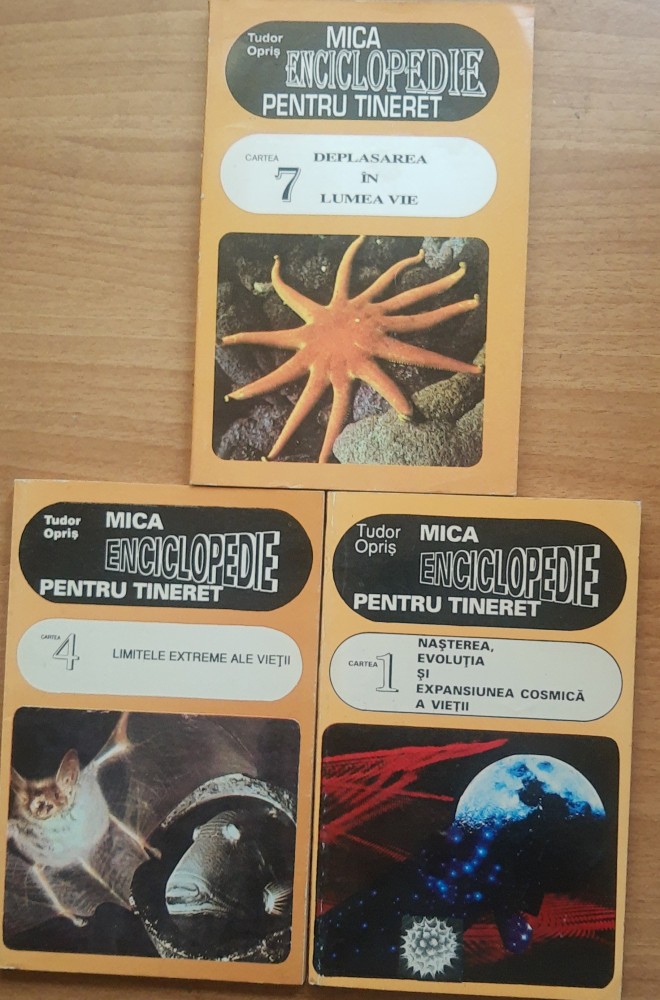 Tudor
Opriș
MICA
ENCICLOPEDIE
PENTRU TINERET
CARTEA
7
DEPLASAREA
ÎN
LUMEA VIE
Tudor
Opriș
MICA
ENCICLOPEDIE
PENTRU TINERET
CARTEA
4
LIMITELE EXTREME ALE VIEȚII
Tudor
Opriș
MICA
ENCICLOPEDIE
PENTRU TINERET
CARTEA
1
NAȘTEREA,
EVOLUȚIA
ȘI
EXPANSIUNEA COSMICĂ
A VIEȚII